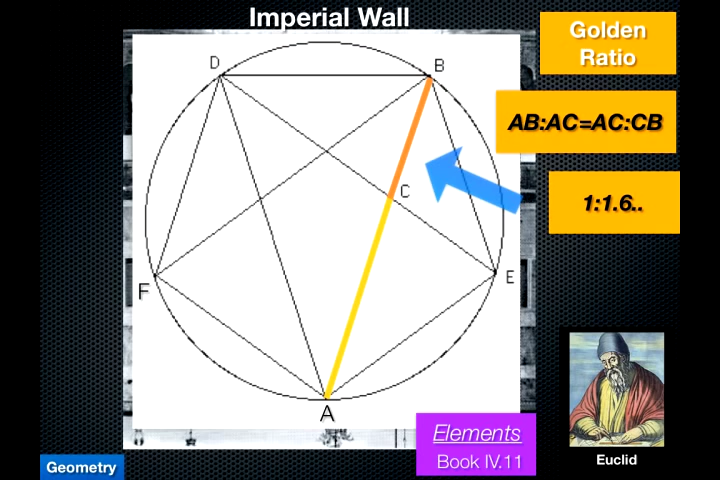 Imperial Wall
Golden
Ratio
D
B
AB:AC=AC:CB
C
1:1.6..
E
F
A
Elements
Book IV.11
Euclid
Geometry